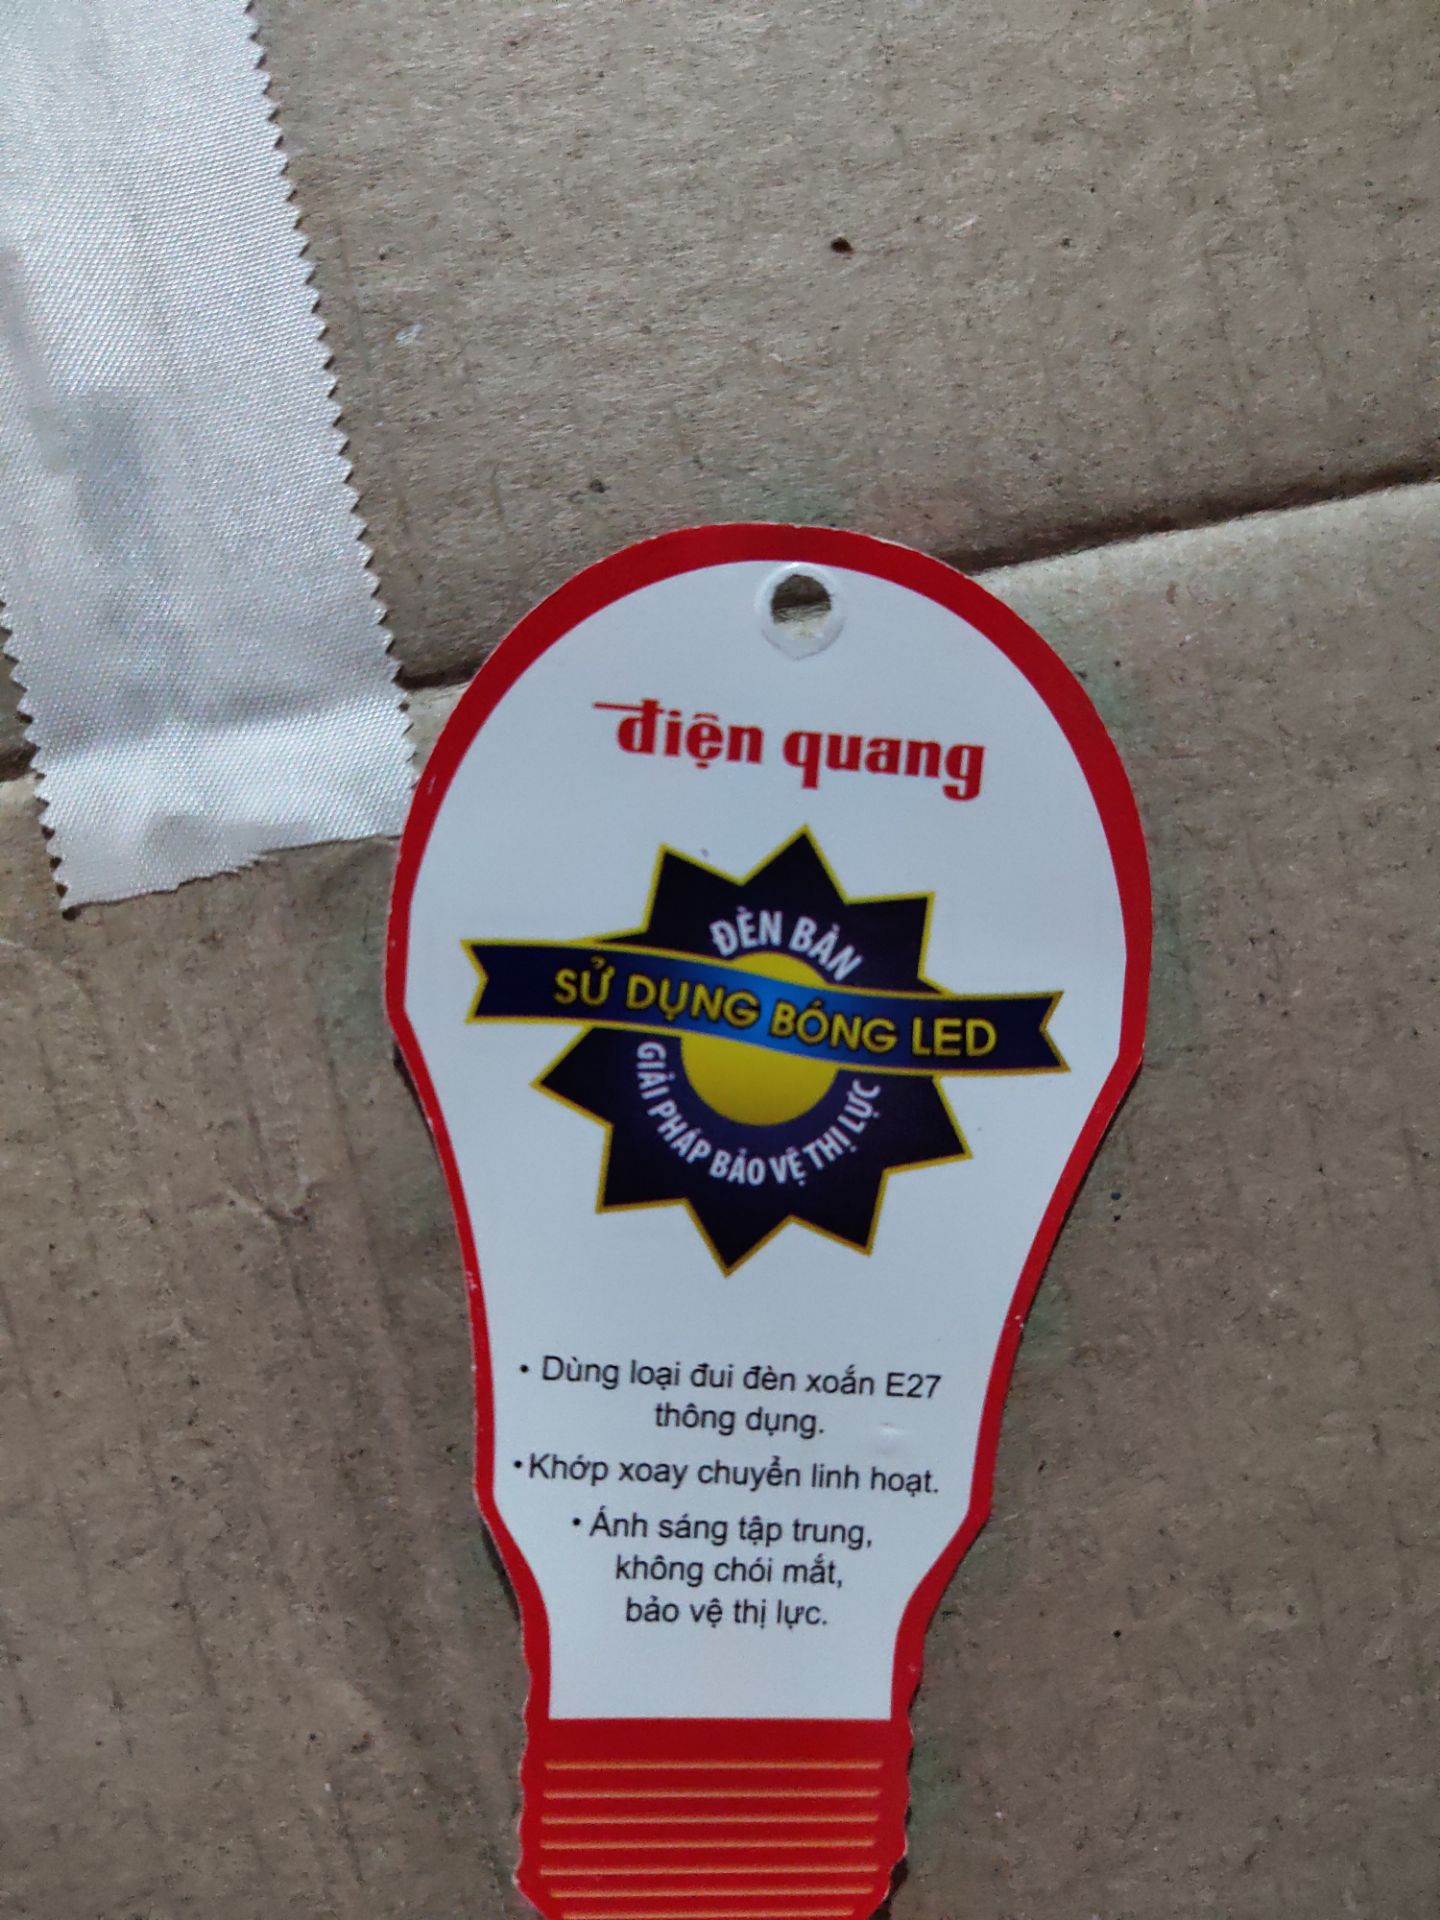 điện quang
ĐÈN BÀN
SỬ DỤNG BÓNG LED
GIẢI PHÁP BẢO VỆ THỊ LỰC
• Dùng loại đui đèn xoắn E27
thông dụng.
• Khớp xoay chuyển linh hoạt.
• Ánh sáng tập trung,
không chói mắt,
bảo vệ thị lực.